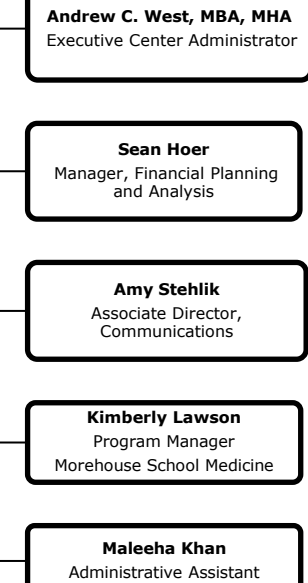 Andrew C. West, MBA, MHA
Executive Center Administrator
Sean Hoer
Manager, Financial Planning
and Analysis
Amy Stehlik
Associate Director,
Communications
Kimberly Lawson
Program Manager
Morehouse School Medicine
Maleeha Khan
Administrative Assistant